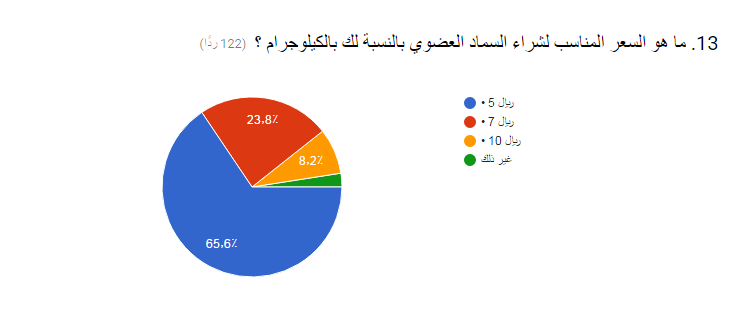 13. ما هو السعر المناسب لشراء السماد العضوي بالنسبة لك بالكيلوجرام ؟ (122 ردًا)
• 5 ريال
• 7 ريال
• 10 ريال
غير ذلك
23.8٪
8.2٪
65.6٪